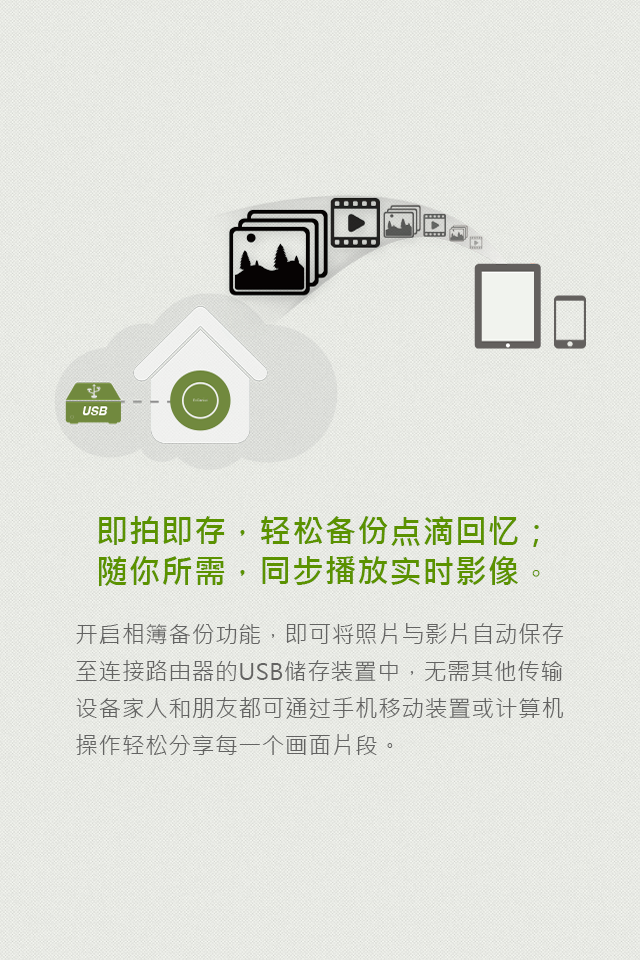 USB
即拍即存，轻松备份点滴回忆；
随你所需，同步播放实时影像。
开启相簿备份功能，即可将照片与影片自动保存
至连接路由器的USB储存装置中，无需其他传输
设备家人和朋友都可通过手机移动装置或计算机
操作轻松分享每一个画面片段。